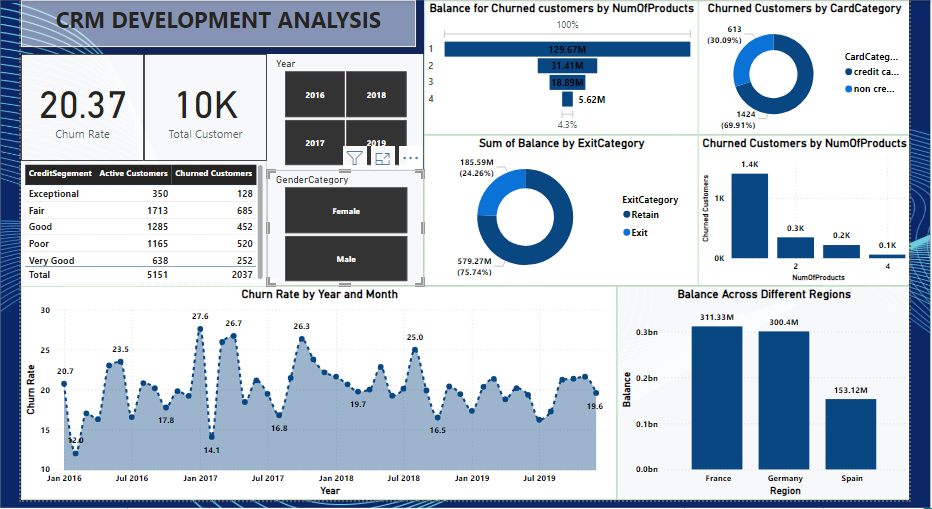 CRM DEVELOPMENT ANALYSIS
20.37
Churn Rate
10K
Total Customer
Year
2016
2018
2017
2019
CreditSegement Active Customers Churned Customers
Exceptional 350 128
Fair 1713 685
Good 1285 452
Poor 1165 520
Very Good 638 252
Total 5151 2037
GenderCategory
Female
Male
Balance for Churned customers by NumOfProducts
100%
1 129.67M
2 31.41M
3 18.89M
4 5.62M
4.3%
Churned Customers by CardCategory
613
(30.09%)
1424
(69.91%)
CardCateg...
credit ca...
non cre...
Sum of Balance by ExitCategory
185.59M
(24.26%)
579.27M
(75.74%)
ExitCategory
Retain
Exit
Churned Customers by NumOfProducts
Churned Customers
1K
0K
1.4K
0.3K
0.2K
0.1K
2 4
NumOfProducts
Churn Rate by Year and Month
Churn Rate
30
25
20
15
10
20.7
12.0
23.5
17.8
27.6
14.1
26.7
16.8
26.3
19.7
25.0
16.5
19.6
Jan 2016 Jul 2016 Jan 2017 Jul 2017 Jan 2018 Jul 2018 Jan 2019 Jul 2019
Year
Balance Across Different Regions
Balance
0.3bn
0.2bn
0.1bn
0.0bn
311.33M
300.4M
153.12M
France Germany Spain
Region